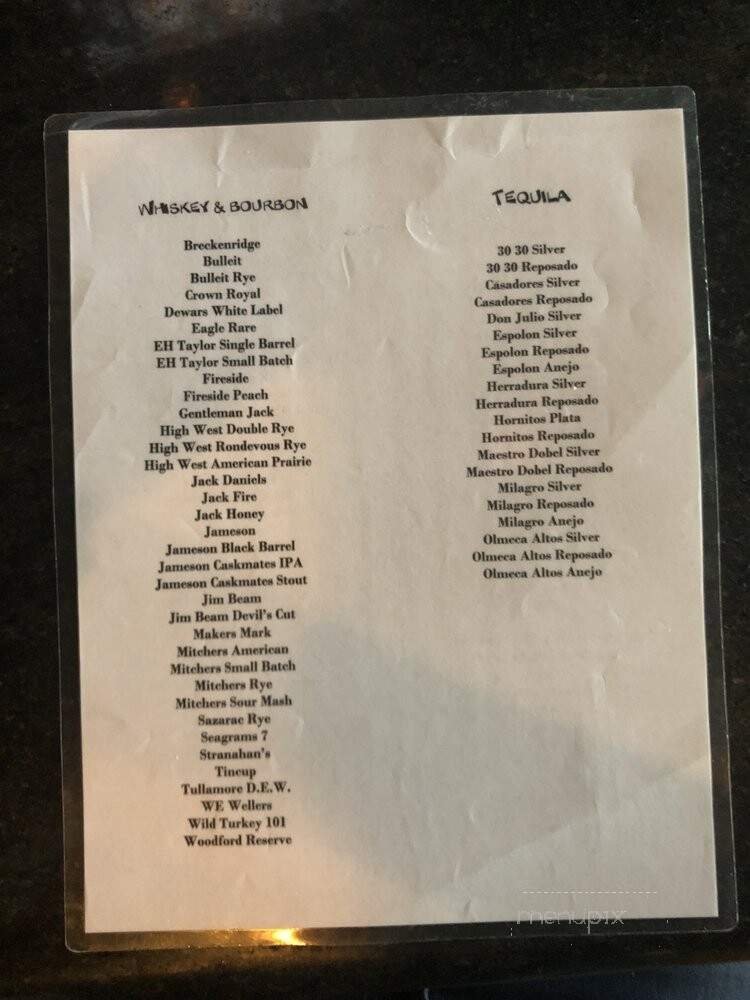 WHISKEY & BOURBON
Breckenridge
Bulleit
Bulleit Rye
Crown Royal
Dewars White Label
Eagle Rare
EH Taylor Single Barrel
EH Taylor Small Batch
Fireside
Fireside Peach
Gentleman Jack
High West Double Rye
High West Rondevous Rye
High West American Prairie
Jack Daniels
Jack Fire
Jack Honey
Jameson
Jameson Black Barrel
Jameson Caskmates IPA
Jameson Caskmates Stout
Jim Beam
Jim Beam Devil's Cut
Makers Mark
Mitchers American
Mitchers Small Batch
Mitchers Rye
Mitchers Sour Mash
Sazarac Rye
Seagrams 7
Stranahan's
Tincup
Tullamore D.E.W.
WE Wellers
Wild Turkey 101
Woodford Reserve
TEQUILA
30 30 Silver
30 30 Reposado
Casadores Silver
Casadores Reposado
Don Julio Silver
Espolon Silver
Espolon Reposado
Espolon Anejo
Herradura Silver
Herradura Reposado
Hornitos Plata
Hornitos Reposado
Maestro Dobel Silver
Maestro Dobel Reposado
Milagro Silver
Milagro Reposado
Milagro Anejo
Olmeca Altos Silver
Olmeca Altos Reposado
Olmeca Altos Anejo
menupix